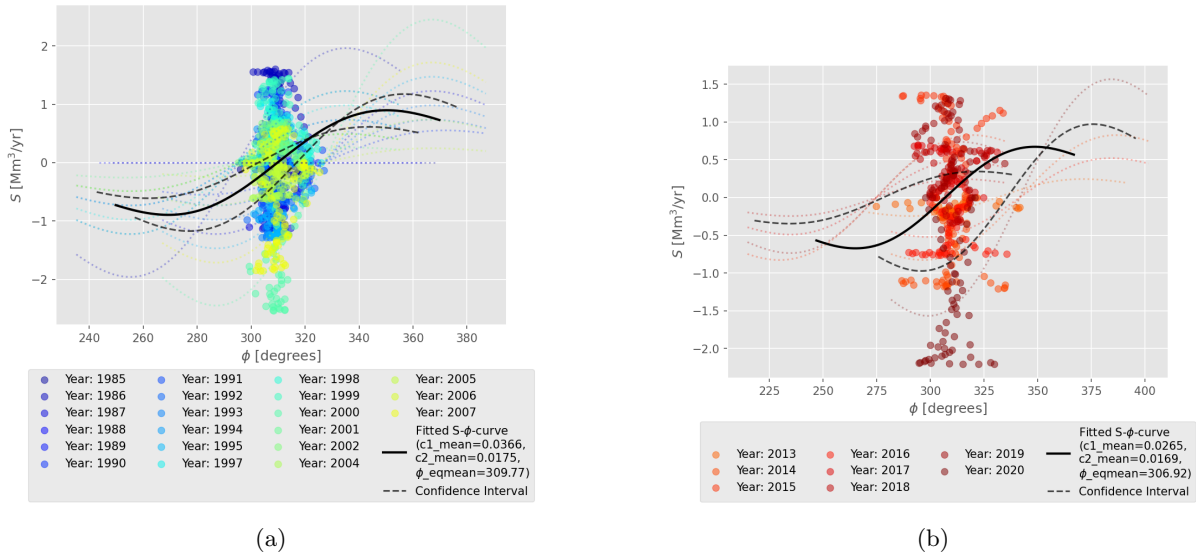 2
1
0
−1
−2
S [Mm³/yr]
240 260 280 300 320 340 360 380
ϕ [degrees]
Year: 1985 Year: 1991 Year: 1998 Year: 2005
Year: 1986 Year: 1992 Year: 1999 Year: 2006
Year: 1987 Year: 1993 Year: 2000 Year: 2007
Year: 1988 Year: 1994 Year: 2001 Fitted S-ϕ-curve
(c1_mean=0.0366,
Year: 1989 Year: 1995 Year: 2002 c2_mean=0.0175,
ϕ_eqmean=309.77)
Year: 1990 Year: 1997 Year: 2004 Confidence Interval
(a)
1.5
1.0
0.5
0.0
−0.5
−1.0
−1.5
−2.0
S [Mm³/yr]
225 250 275 300 325 350 375 400
ϕ [degrees]
Year: 2013 Year: 2016 Year: 2019
Year: 2014 Year: 2017 Year: 2020
Year: 2015 Year: 2018
Fitted S-ϕ-curve
(c1_mean=0.0265,
c2_mean=0.0169,
ϕ_eqmean=306.92)
Confidence Interval
(b)